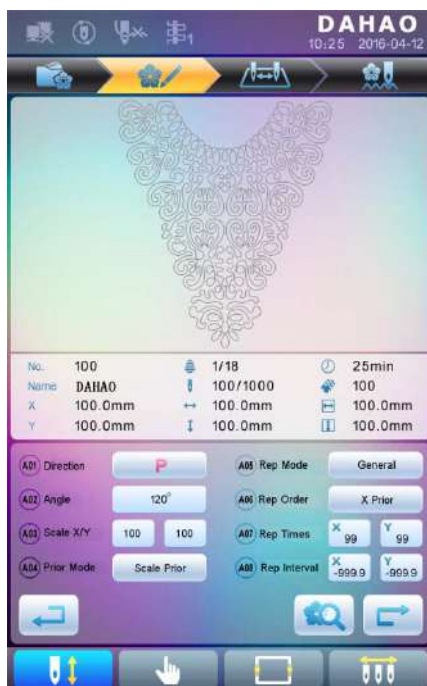 DAHAO
1
10:25 2016-04-12
No. 100 1/18 25min
Name DAHAO 100/1000 100
X 100.0mm 100.0mm 100.0mm
Y 100.0mm 100.0mm 100.0mm
A01 Direction P A05 Rep Mode General
A02 Angle 120° A06 Rep Order X Prior
A03 Scale X/Y 100 100 A07 Rep Times X 99 Y 99
A04 Prior Mode Scale Prior A08 Rep Interval X -999.9 Y -999.9